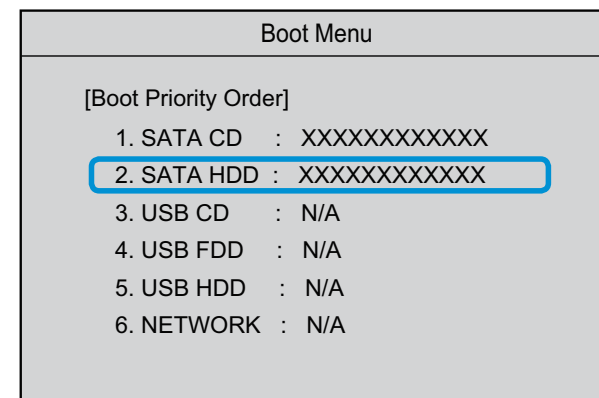 Boot Menu
[Boot Priority Order]
1. SATA CD : XXXXXXXXXXXX
2. SATA HDD : XXXXXXXXXXXX
3. USB CD : N/A
4. USB FDD : N/A
5. USB HDD : N/A
6. NETWORK : N/A